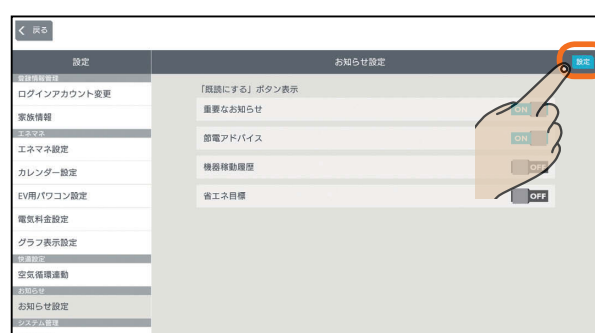 戻る
設定
お知らせ設定
設定
登録情報管理
ログインアカウント変更
家族情報
エネマネ
エネマネ設定
カレンダー設定
EV用パワコン設定
電気料金設定
グラフ表示設定
快適設定
空気循環連動
お知らせ
お知らせ設定
システム管理
「既読にする」ボタン表示
重要なお知らせ
ON
節電アドバイス
ON
機器移動履歴
OFF
省エネ目標
OFF